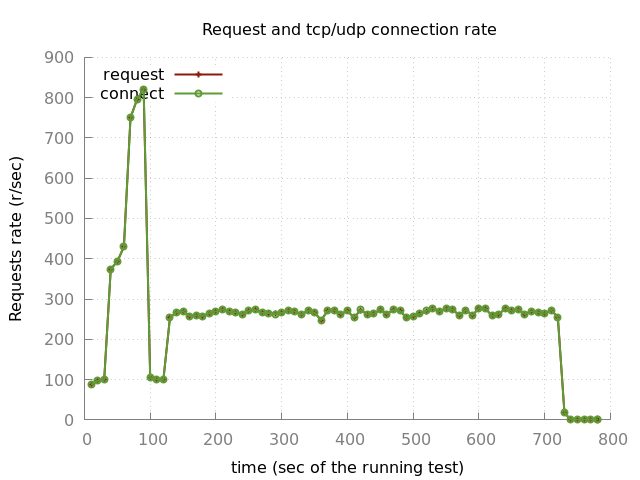 Request and tcp/udp connection rate
request
connect
900
800
700
600
500
400
300
200
100
0
Requests rate (r/sec)
0 100 200 300 400 500 600 700 800
time (sec of the running test)